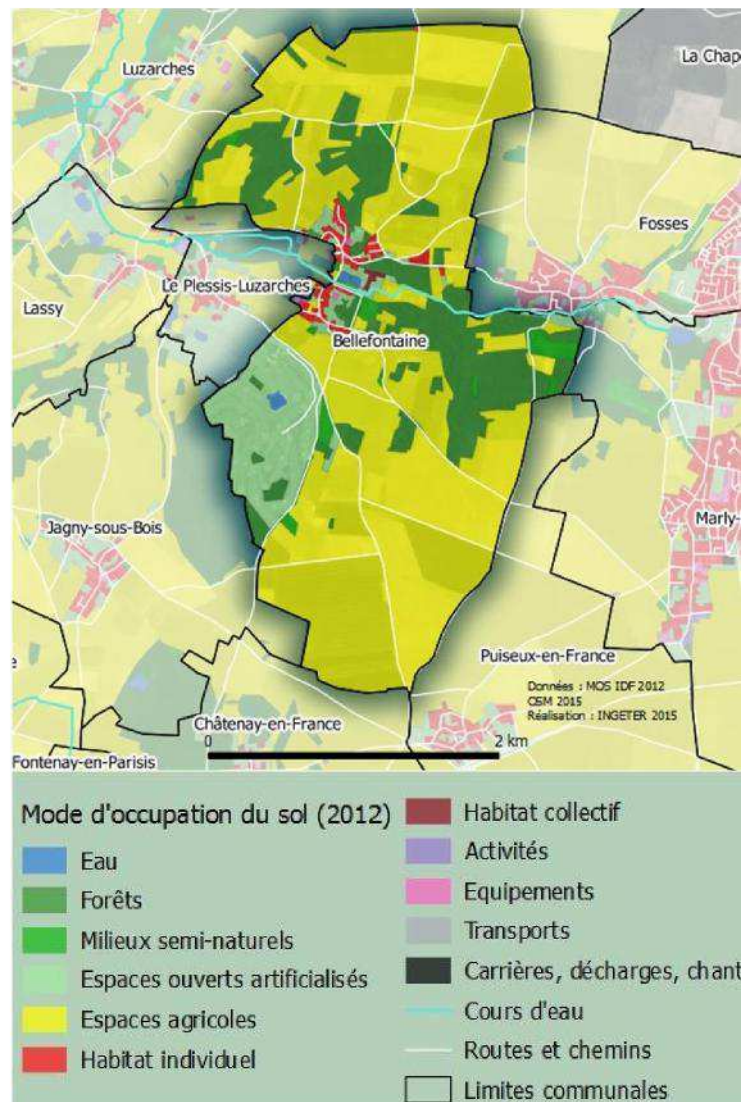 Luzarches
La Chap
Fosses
Le Plessis-Luzarches
Lassy
Bellefontaine
Jagny-sous-Bois
Marly-
Puiseux-en-France
Données : MOS IDF 2012
OSM 2015
Réalisation : INGETER 2015
e
Châtenay-en-France
0
2 km
Fontenay-en-Parisis
Mode d'occupation du sol (2012)
Eau
Forêts
Milieux semi-naturels
Espaces ouverts artificialisés
Espaces agricoles
Habitat individuel
Habitat collectif
Activités
Equipements
Transports
Carrières, décharges, chant
Cours d'eau
Routes et chemins
Limites communales